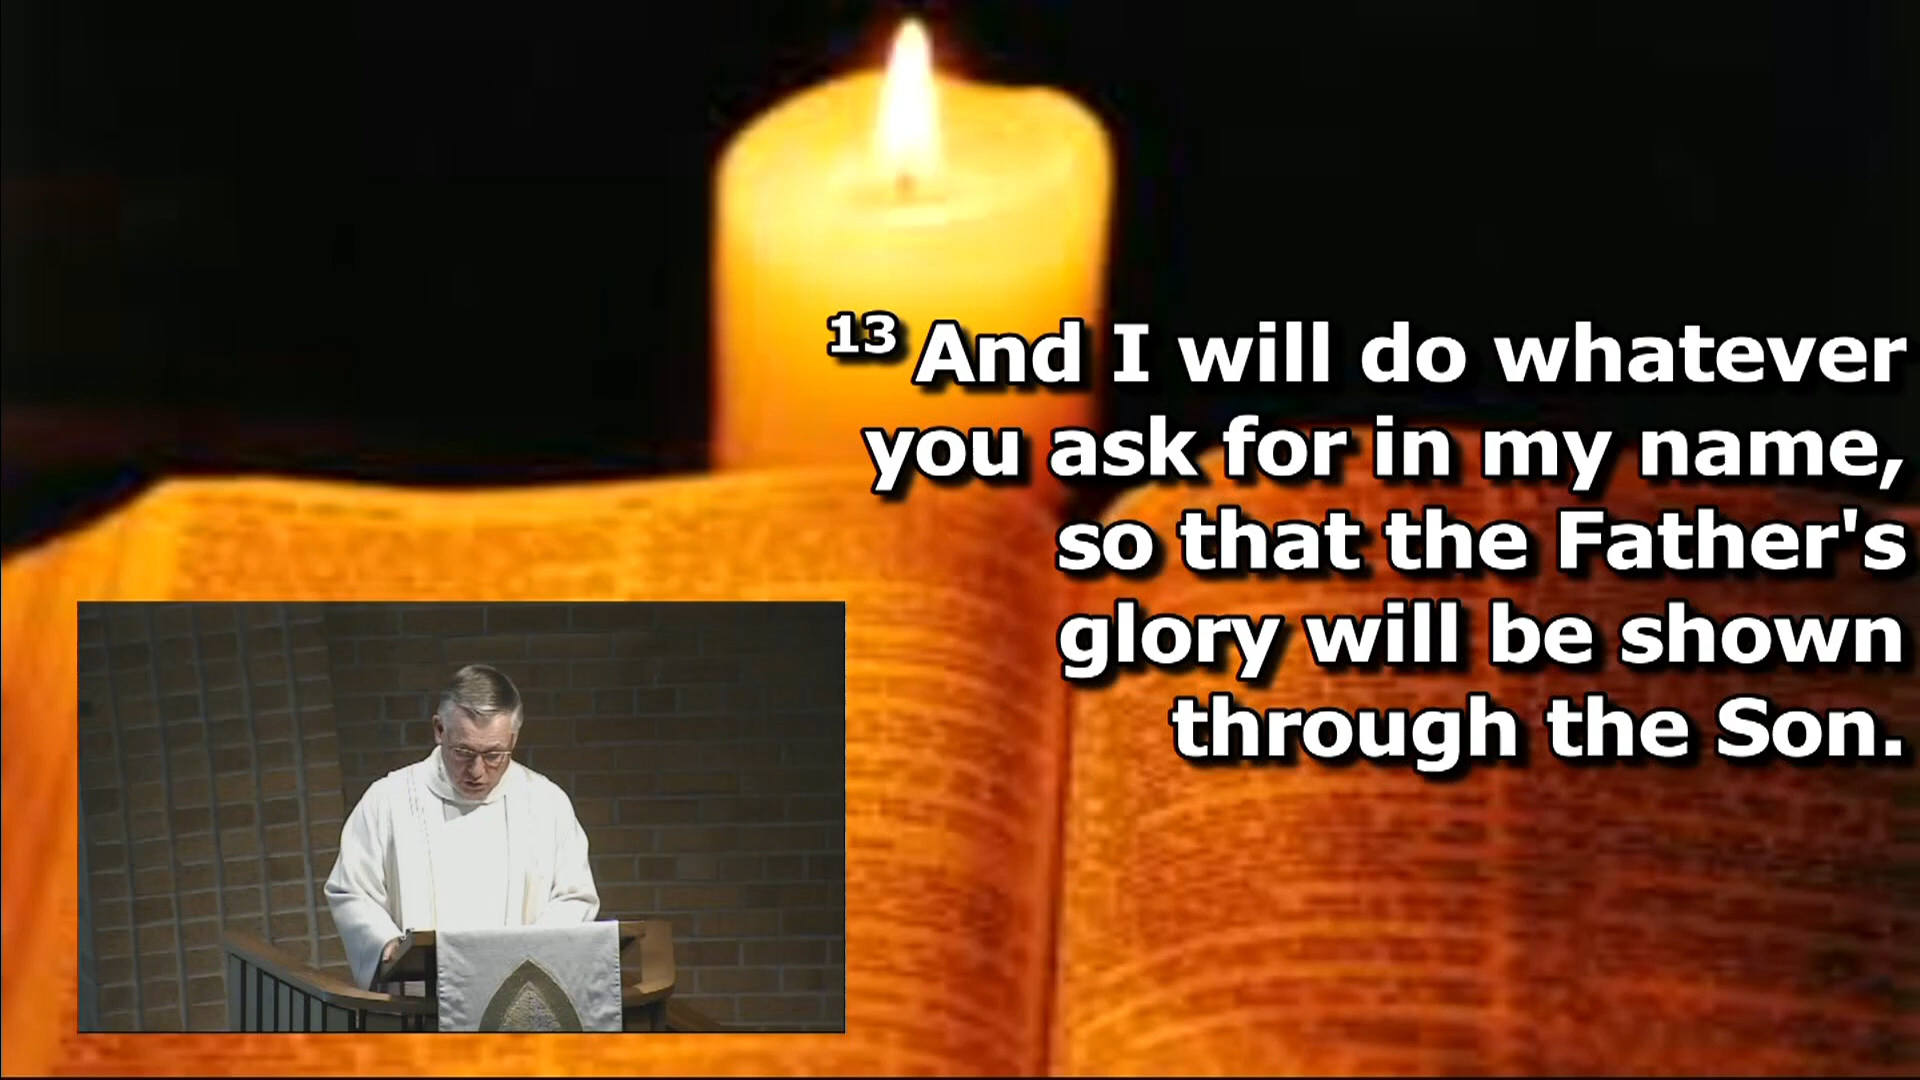 13 And I will do whatever
you ask for in my name,
so that the Father's
glory will be shown
through the Son.